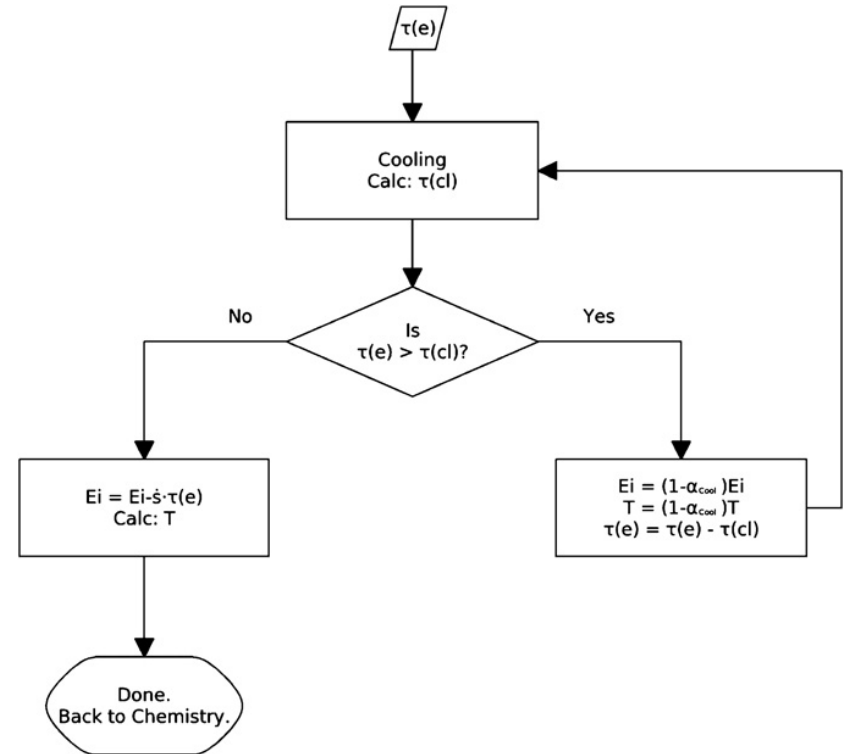 τ(e)
Cooling
Calc: τ(cl)
Is
τ(e) > τ(cl)?
No
Yes
Ei = Ei-ṡ·τ(e)
Calc: T
Ei = (1-αCool )Ei
T = (1-αCool )T
τ(e) = τ(e) - τ(cl)
Done.
Back to Chemistry.